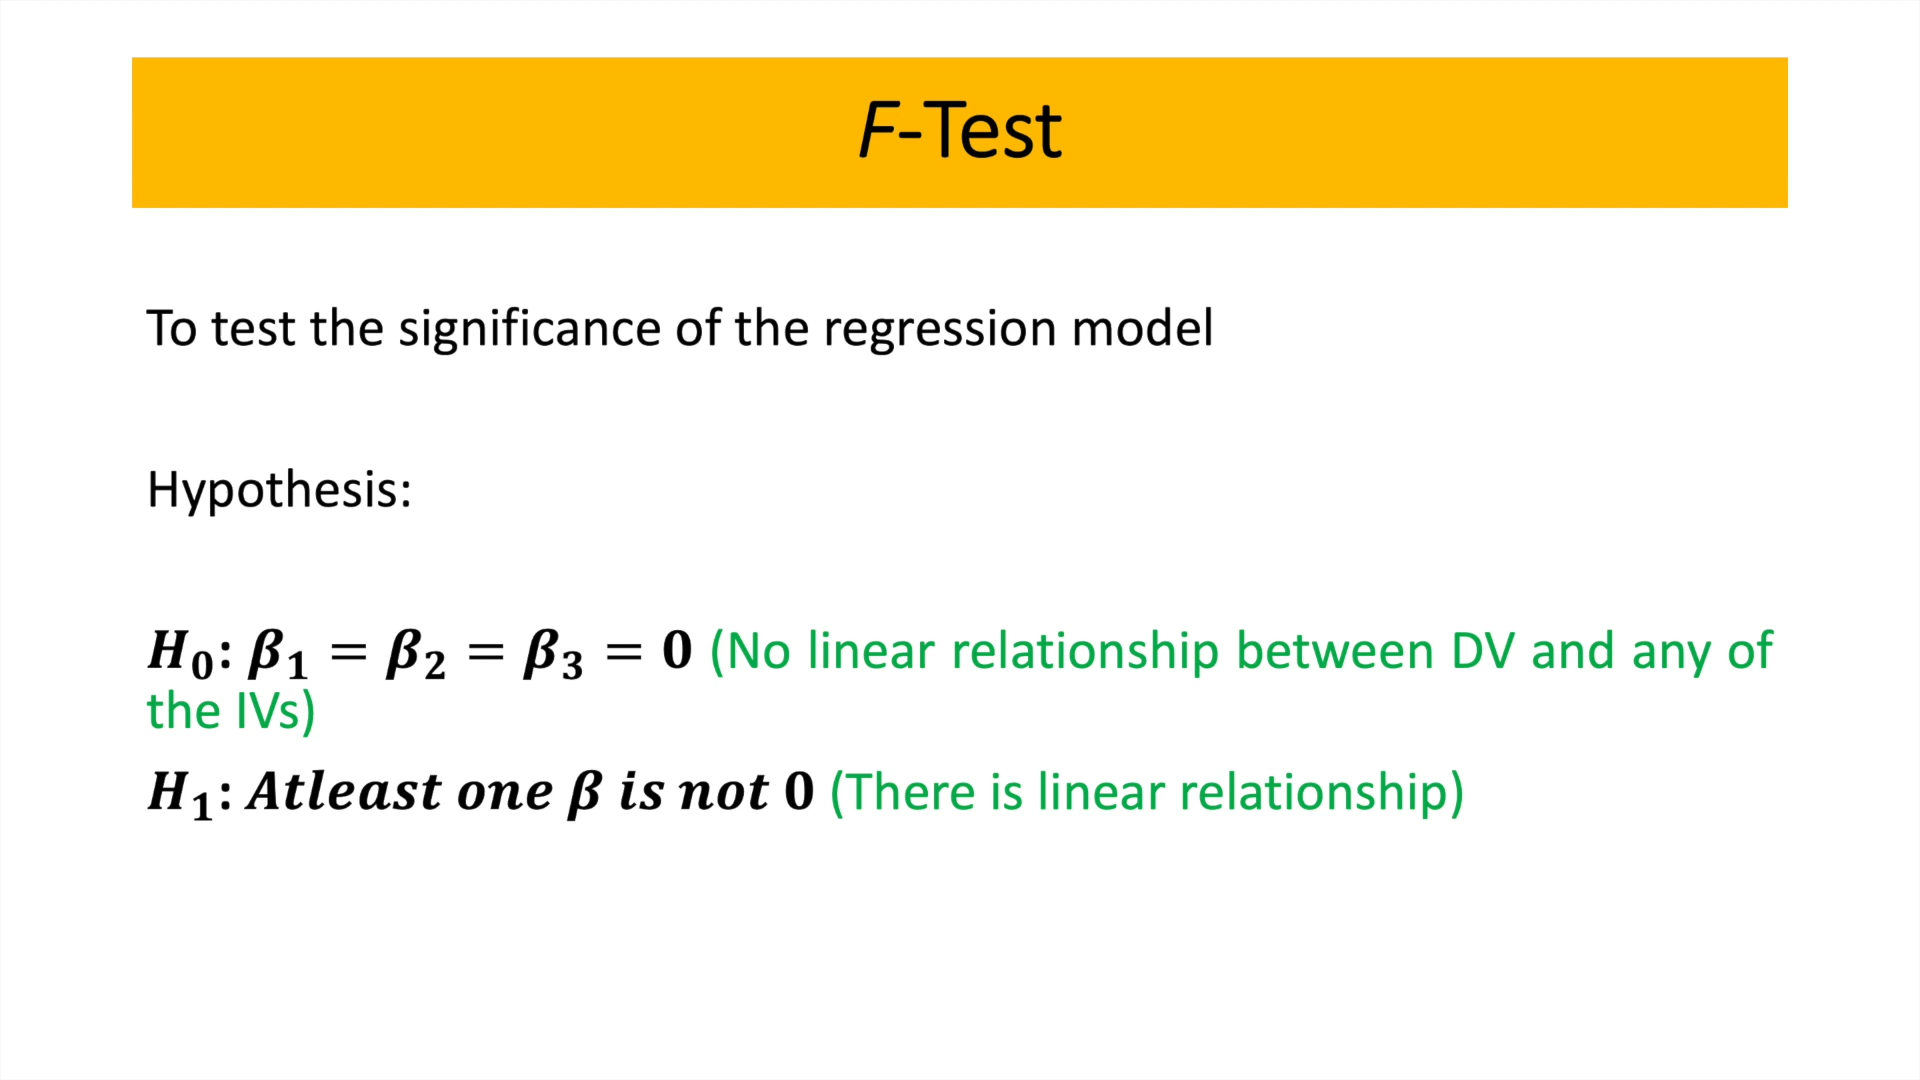 F-Test
To test the significance of the regression model
Hypothesis:
H₀: β₁ = β₂ = β₃ = 0 (No linear relationship between DV and any of
the IVs)
H₁: Atleast one β is not 0 (There is linear relationship)